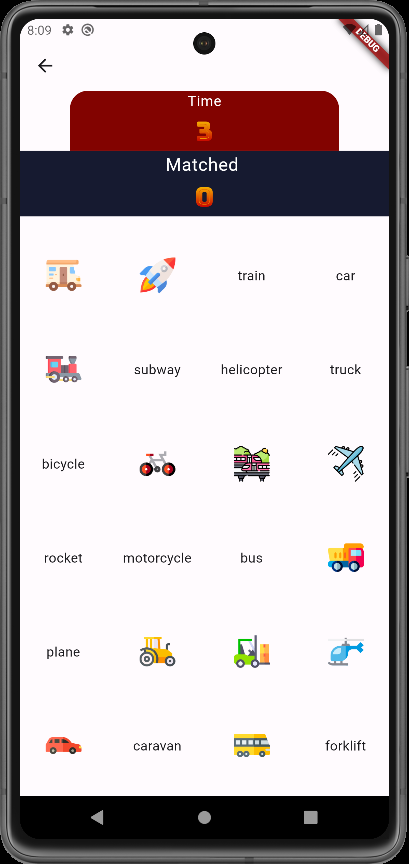 8:09
DEBUG
Time
3
Matched
0
train car
subway helicopter truck
bicycle
rocket motorcycle bus
plane
caravan forklift